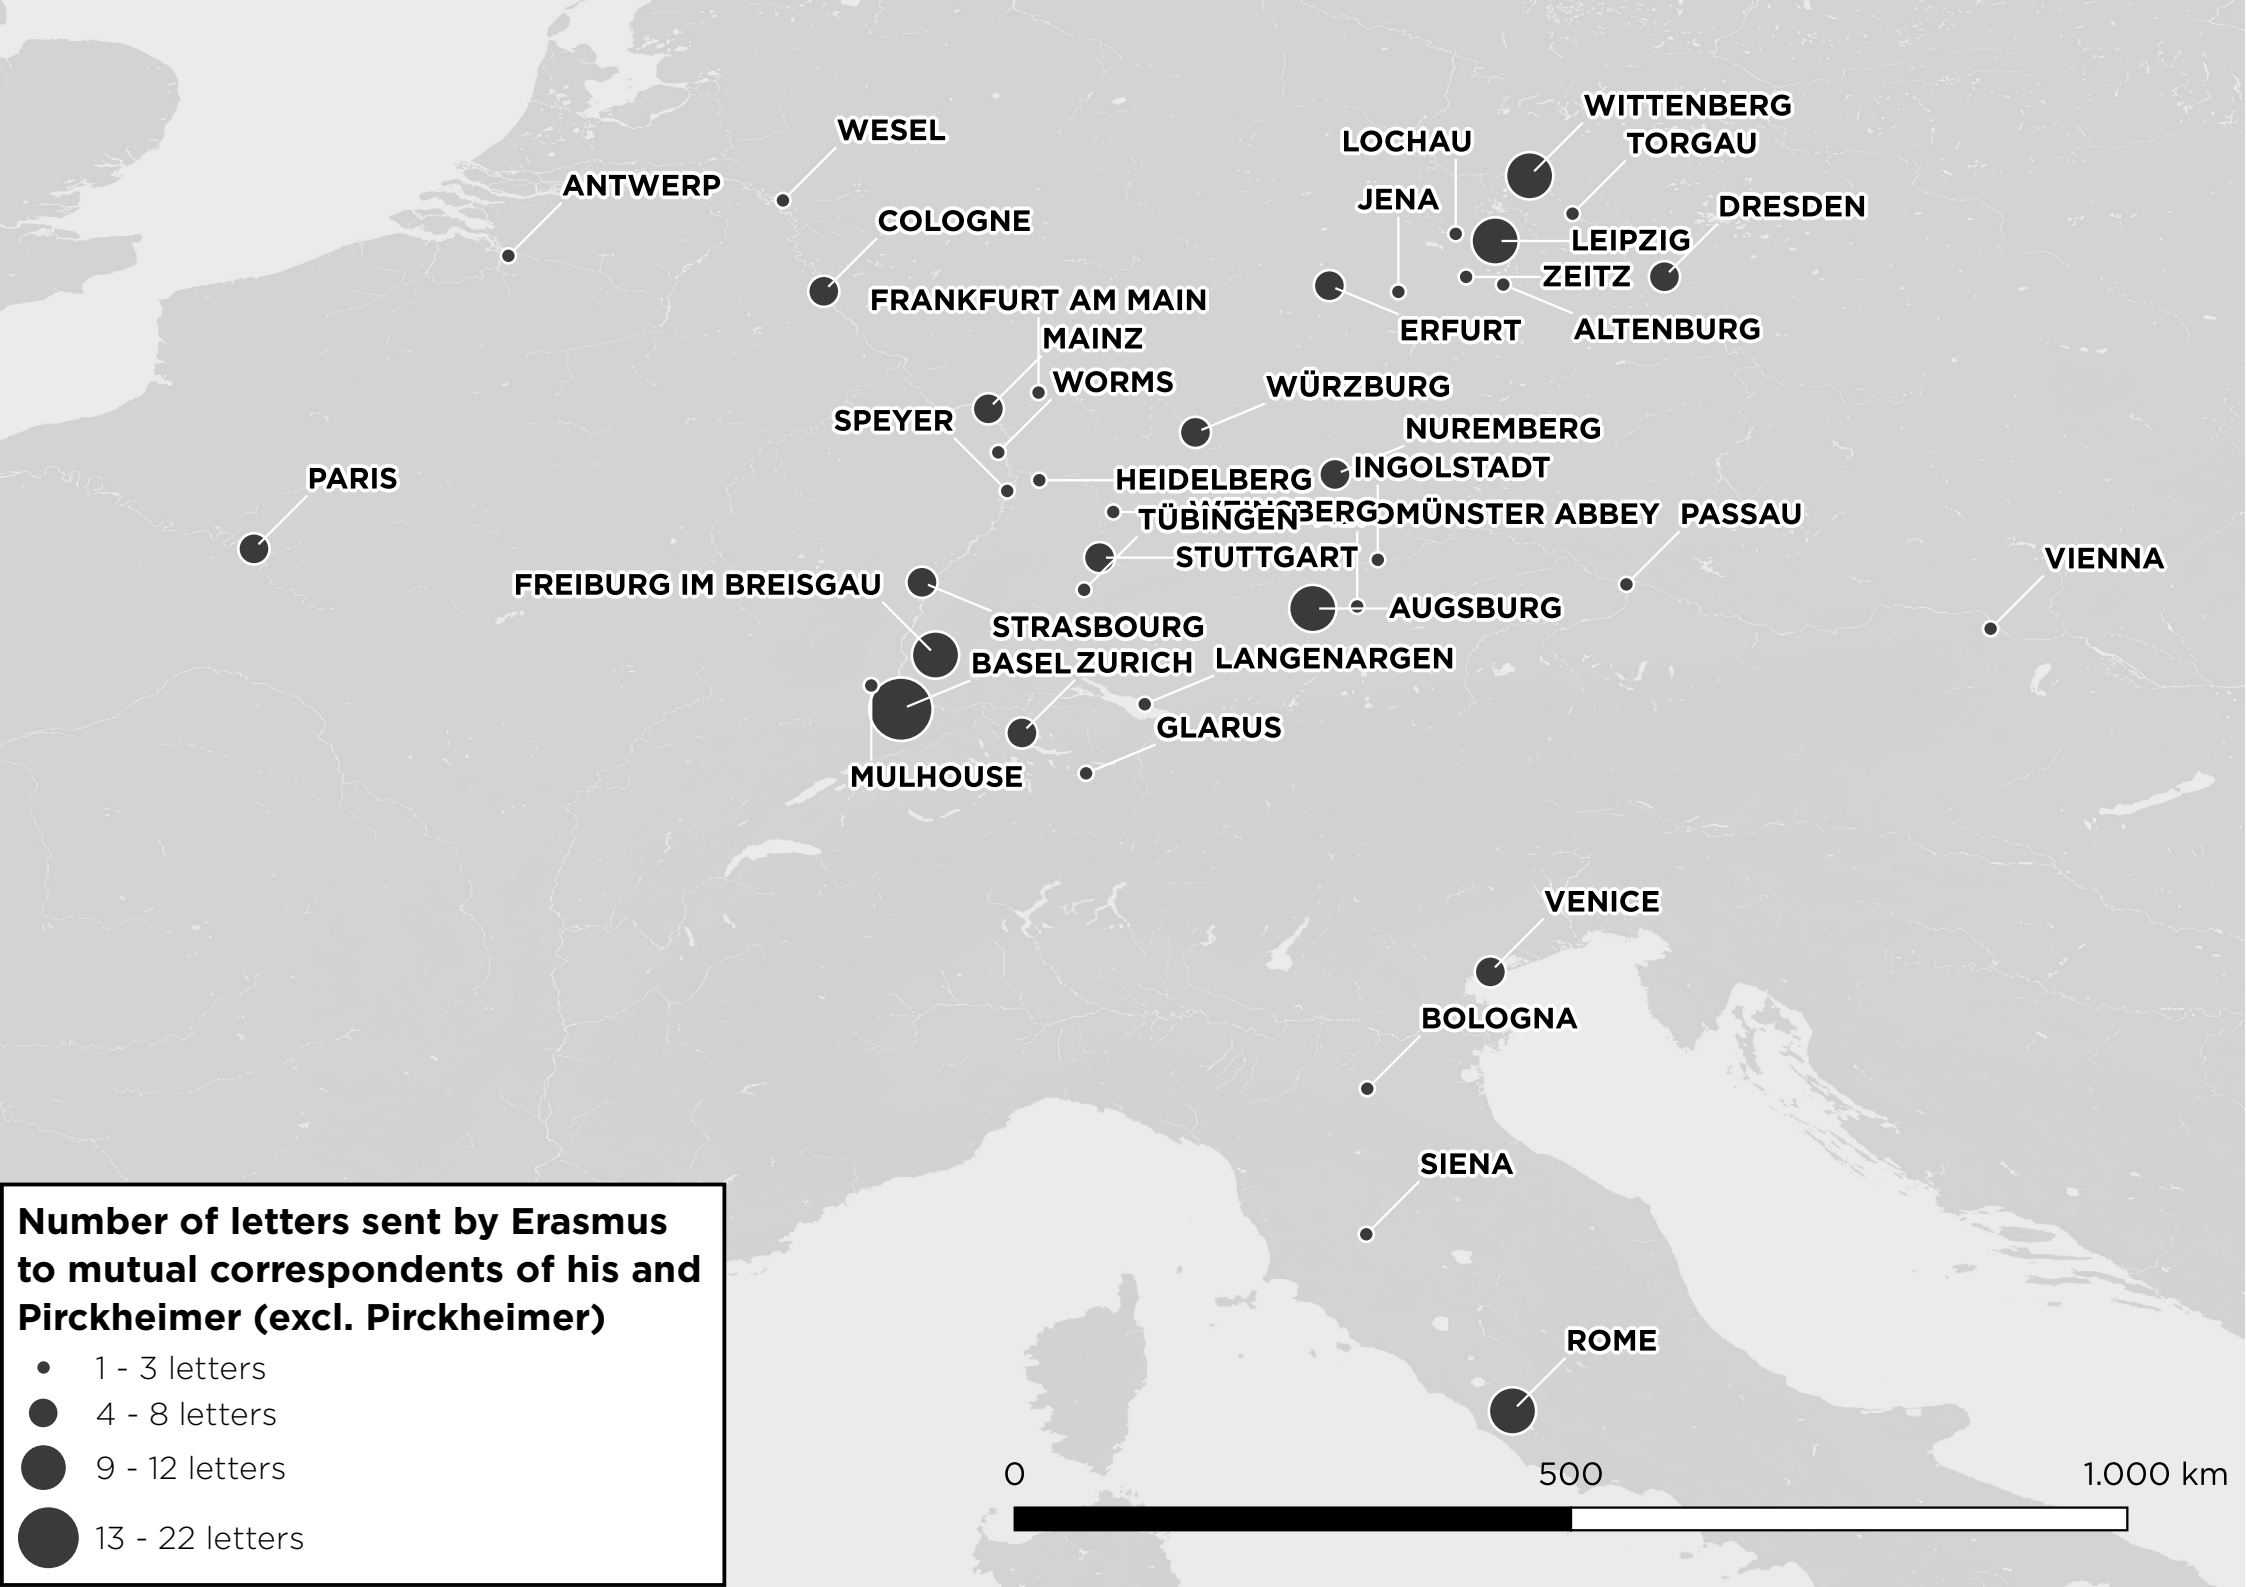 WITTENBERG
WESEL
LOCHAU
TORGAU
ANTWERP
JENA
DRESDEN
COLOGNE
LEIPZIG
ZEITZ
FRANKFURT AM MAIN
ERFURT
ALTENBURG
MAINZ
WORMS
WÜRZBURG
SPEYER
NUREMBERG
INGOLSTADT
PARIS
HEIDELBERG
WEINSBERG
MÜNSTER ABBEY
PASSAU
TÜBINGEN
STUTTGART
VIENNA
FREIBURG IM BREISGAU
AUGSBURG
STRASBOURG
BASEL
ZURICH
LANGENARGEN
GLARUS
MULHOUSE
VENICE
BOLOGNA
SIENA
ROME
Number of letters sent by Erasmus
to mutual correspondents of his and
Pirckheimer (excl. Pirckheimer)
1 - 3 letters
4 - 8 letters
9 - 12 letters
13 - 22 letters
0 500 1.000 km